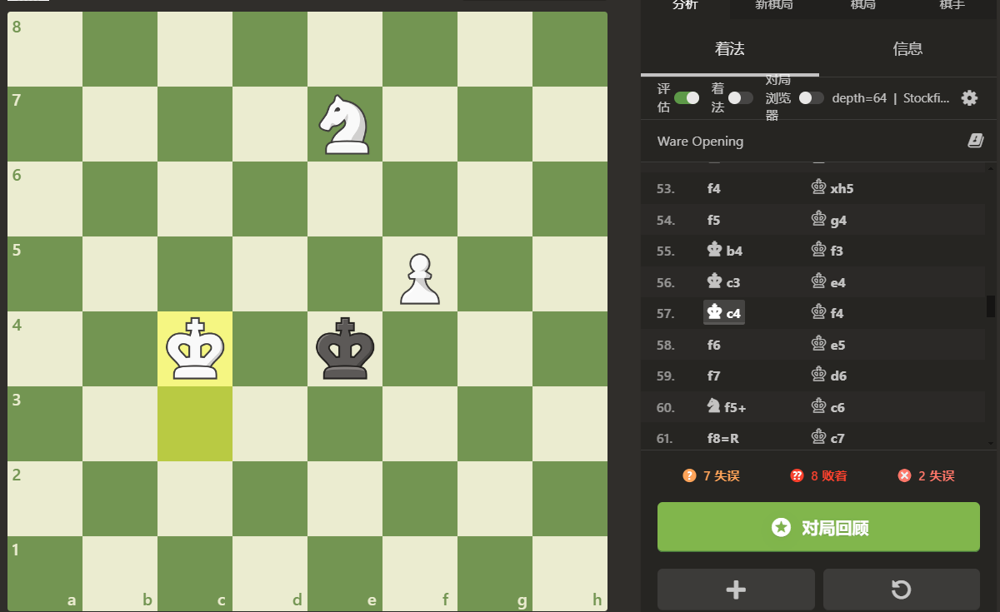 分析 新棋局 棋局 棋手
着法 信息
评估 着法 对局浏览器 depth=64 | Stockfi...
Ware Opening
53. f4 xh5
54. f5 g4
55. b4 f3
56. c3 e4
57. c4 f4
58. f6 e5
59. f7 d6
60. f5+ c6
61. f8=R c7
? 7 失误 ?? 8 败着 2 失误
对局回顾
8
7
6
5
4
3
2
1
a b c d e f g h